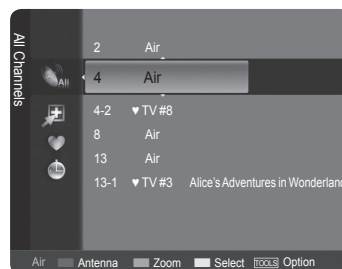 All Channels
2 Air
All
4 Air
4-2 ♥ TV #8
8 Air
13 Air
13-1 ♥ TV #3 Alice's Adventures in Wonderland
Air Antenna Zoom Select TOOLS Option